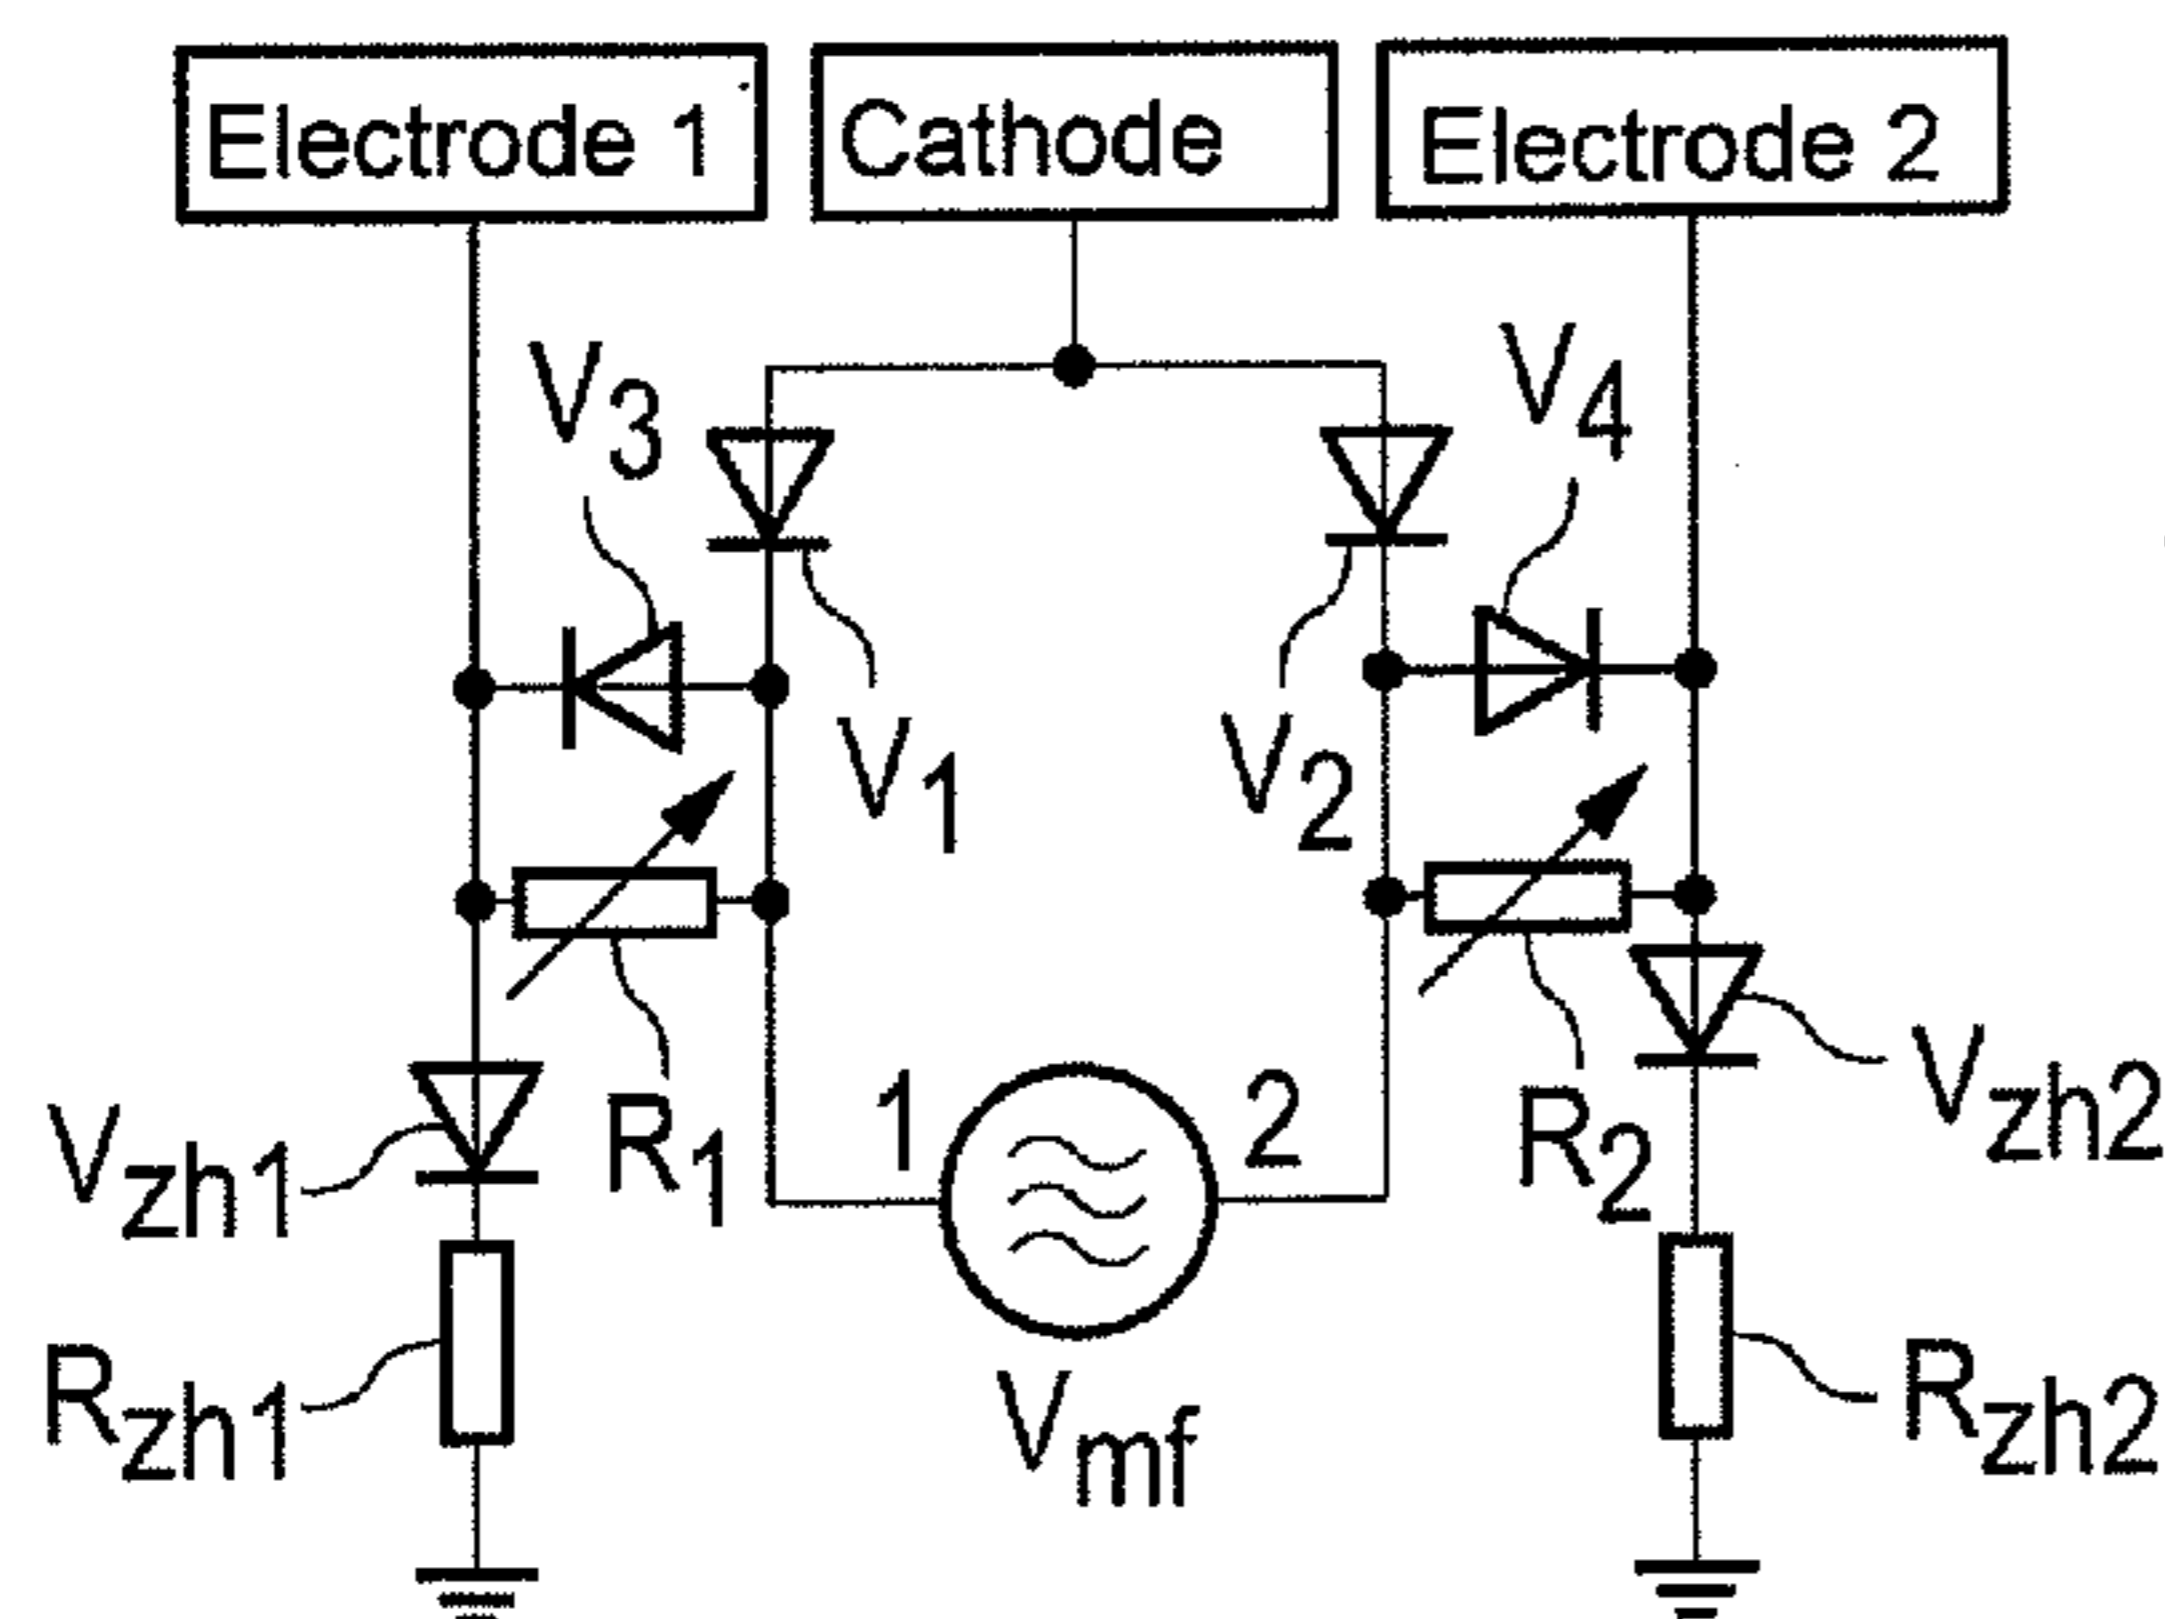 Electrode 1 Cathode Electrode 2
V3 V4
V1 V2
Vzh1 R1 1 2 R2 Vzh2
Rzh1 Vmf Rzh2